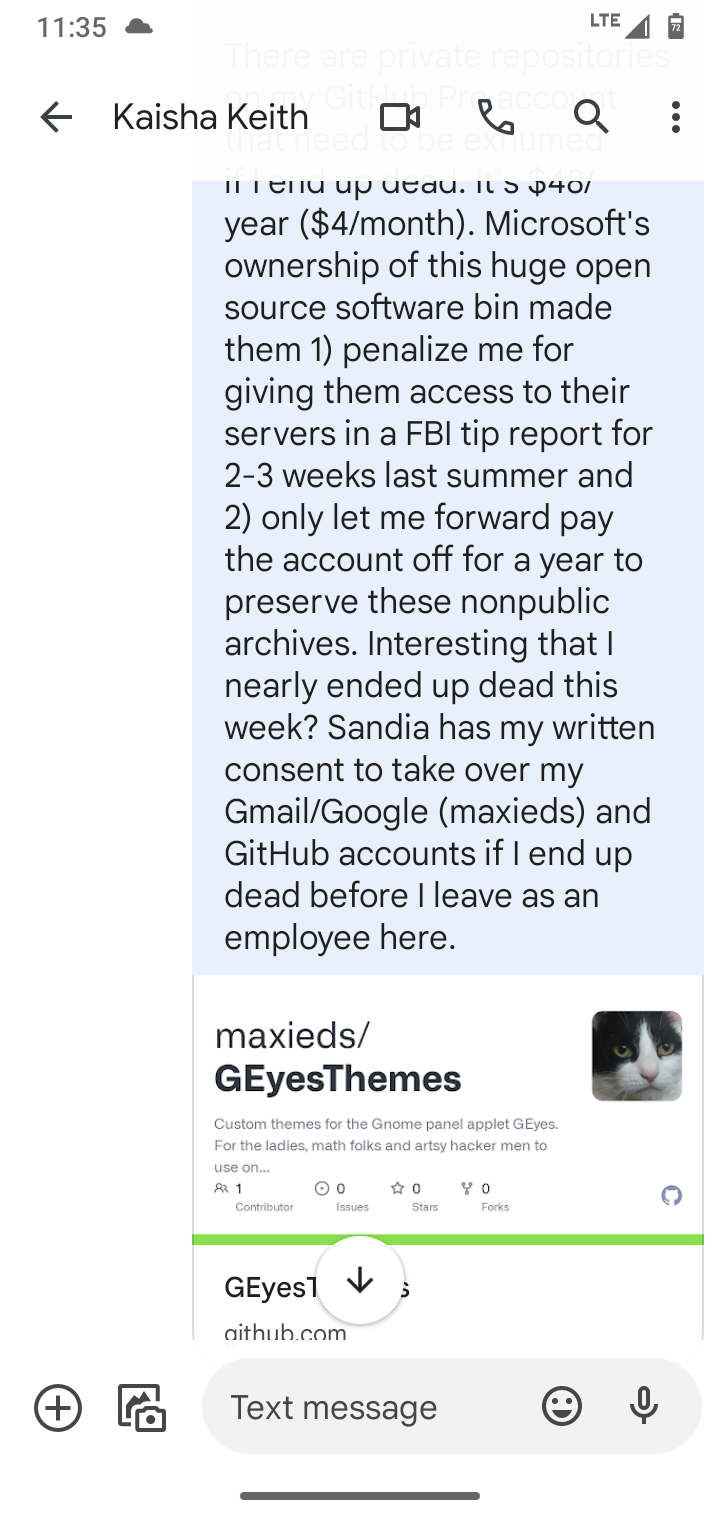 11:35
LTE
72
There are private repositories
on my GitHub Pro account
that need to be exhumed
Kaisha Keith
if I end up dead. It's $48/
year ($4/month). Microsoft's
ownership of this huge open
source software bin made
them 1) penalize me for
giving them access to their
servers in a FBI tip report for
2-3 weeks last summer and
2) only let me forward pay
the account off for a year to
preserve these nonpublic
archives. Interesting that I
nearly ended up dead this
week? Sandia has my written
consent to take over my
Gmail/Google (maxieds) and
GitHub accounts if I end up
dead before I leave as an
employee here.
maxieds/
GEyesThemes
Custom themes for the Gnome panel applet GEyes.
For the ladies, math folks and artsy hacker men to
use on...
1 0 0 0
Contributor Issues Stars Forks
github.com
Text message